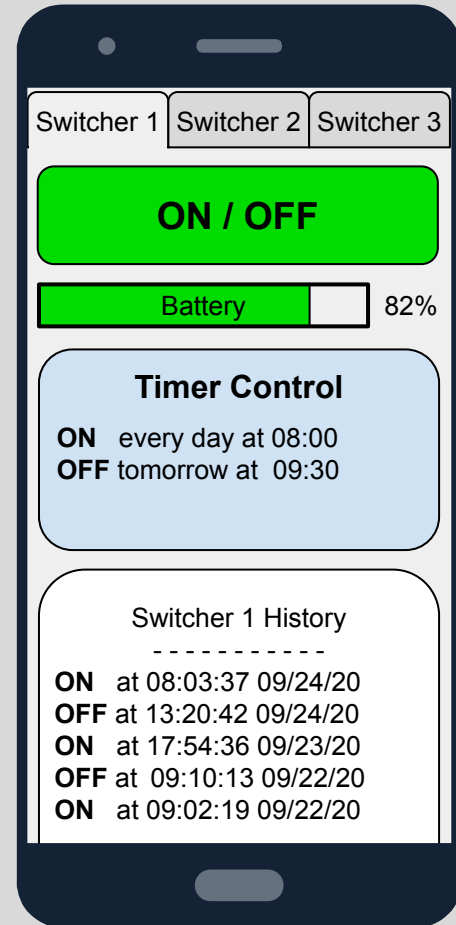 Switcher 1 Switcher 2 Switcher 3
ON / OFF
Battery 82%
Timer Control
ON every day at 08:00
OFF tomorrow at 09:30
Switcher 1 History
- - - - - - - - - - -
ON at 08:03:37 09/24/20
OFF at 13:20:42 09/24/20
ON at 17:54:36 09/23/20
OFF at 09:10:13 09/22/20
ON at 09:02:19 09/22/20